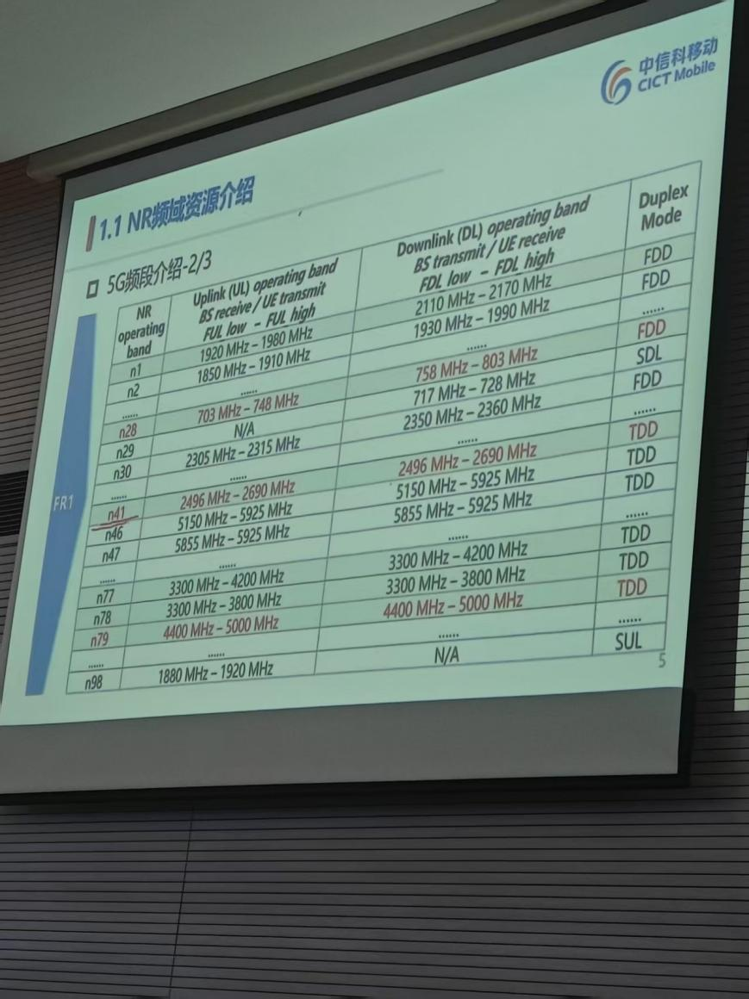 中信科移动
CICT Mobile
1.1 NR频域资源介绍
5G频段介绍-2/3
NR operating band
Uplink (UL) operating band
BS receive / UE transmit
FUL low – FUL high
Downlink (DL) operating band
BS transmit / UE receive
FDL low – FDL high
Duplex Mode
FR1
n1 1920 MHz – 1980 MHz 2110 MHz – 2170 MHz FDD
n2 1850 MHz – 1910 MHz 1930 MHz – 1990 MHz FDD
...... ...... ...... ......
n28 703 MHz – 748 MHz 758 MHz – 803 MHz FDD
n29 N/A 717 MHz – 728 MHz SDL
n30 2305 MHz – 2315 MHz 2350 MHz – 2360 MHz FDD
...... ...... ...... ......
n41 2496 MHz – 2690 MHz 2496 MHz – 2690 MHz TDD
n46 5150 MHz – 5925 MHz 5150 MHz – 5925 MHz TDD
n47 5855 MHz – 5925 MHz 5855 MHz – 5925 MHz TDD
...... ...... ...... ......
n77 3300 MHz – 4200 MHz 3300 MHz – 4200 MHz TDD
n78 3300 MHz – 3800 MHz 3300 MHz – 3800 MHz TDD
n79 4400 MHz – 5000 MHz 4400 MHz – 5000 MHz TDD
...... ...... ...... ......
n98 1880 MHz – 1920 MHz N/A SUL
5